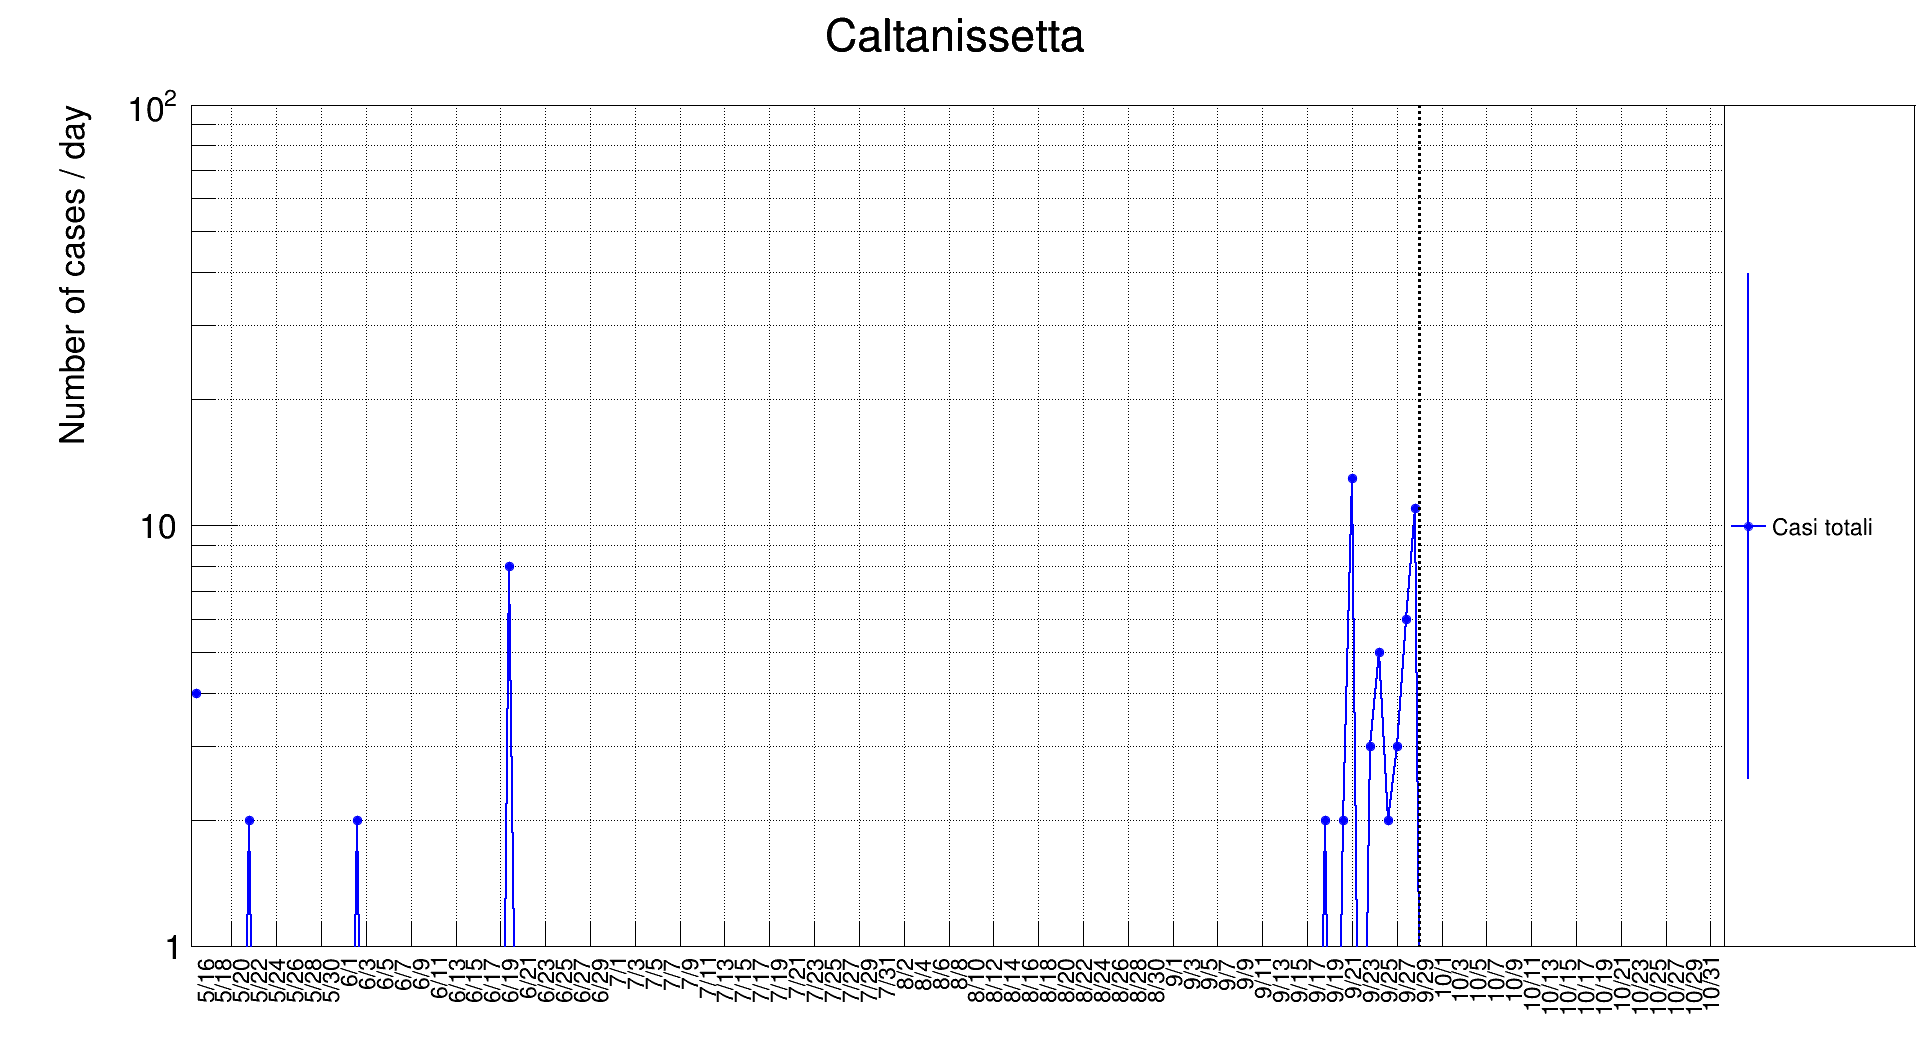 Caltanissetta
Number of cases / day
10²
10
1
5/16 5/18 5/20 5/22 5/24 5/26 5/28 5/30 6/1 6/3 6/5 6/7 6/9 6/11 6/13 6/15 6/17 6/19 6/21 6/23 6/25 6/27 6/29 7/1 7/3 7/5 7/7 7/9 7/11 7/13 7/15 7/17 7/19 7/21 7/23 7/25 7/27 7/29 7/31 8/2 8/4 8/6 8/8 8/10 8/12 8/14 8/16 8/18 8/20 8/22 8/24 8/26 8/28 8/30 9/1 9/3 9/5 9/7 9/9 9/11 9/13 9/15 9/17 9/19 9/21 9/23 9/25 9/27 9/29 10/1 10/3 10/5 10/7 10/9 10/11 10/13 10/15 10/17 10/19 10/21 10/23 10/25 10/27 10/29 10/31
Casi totali